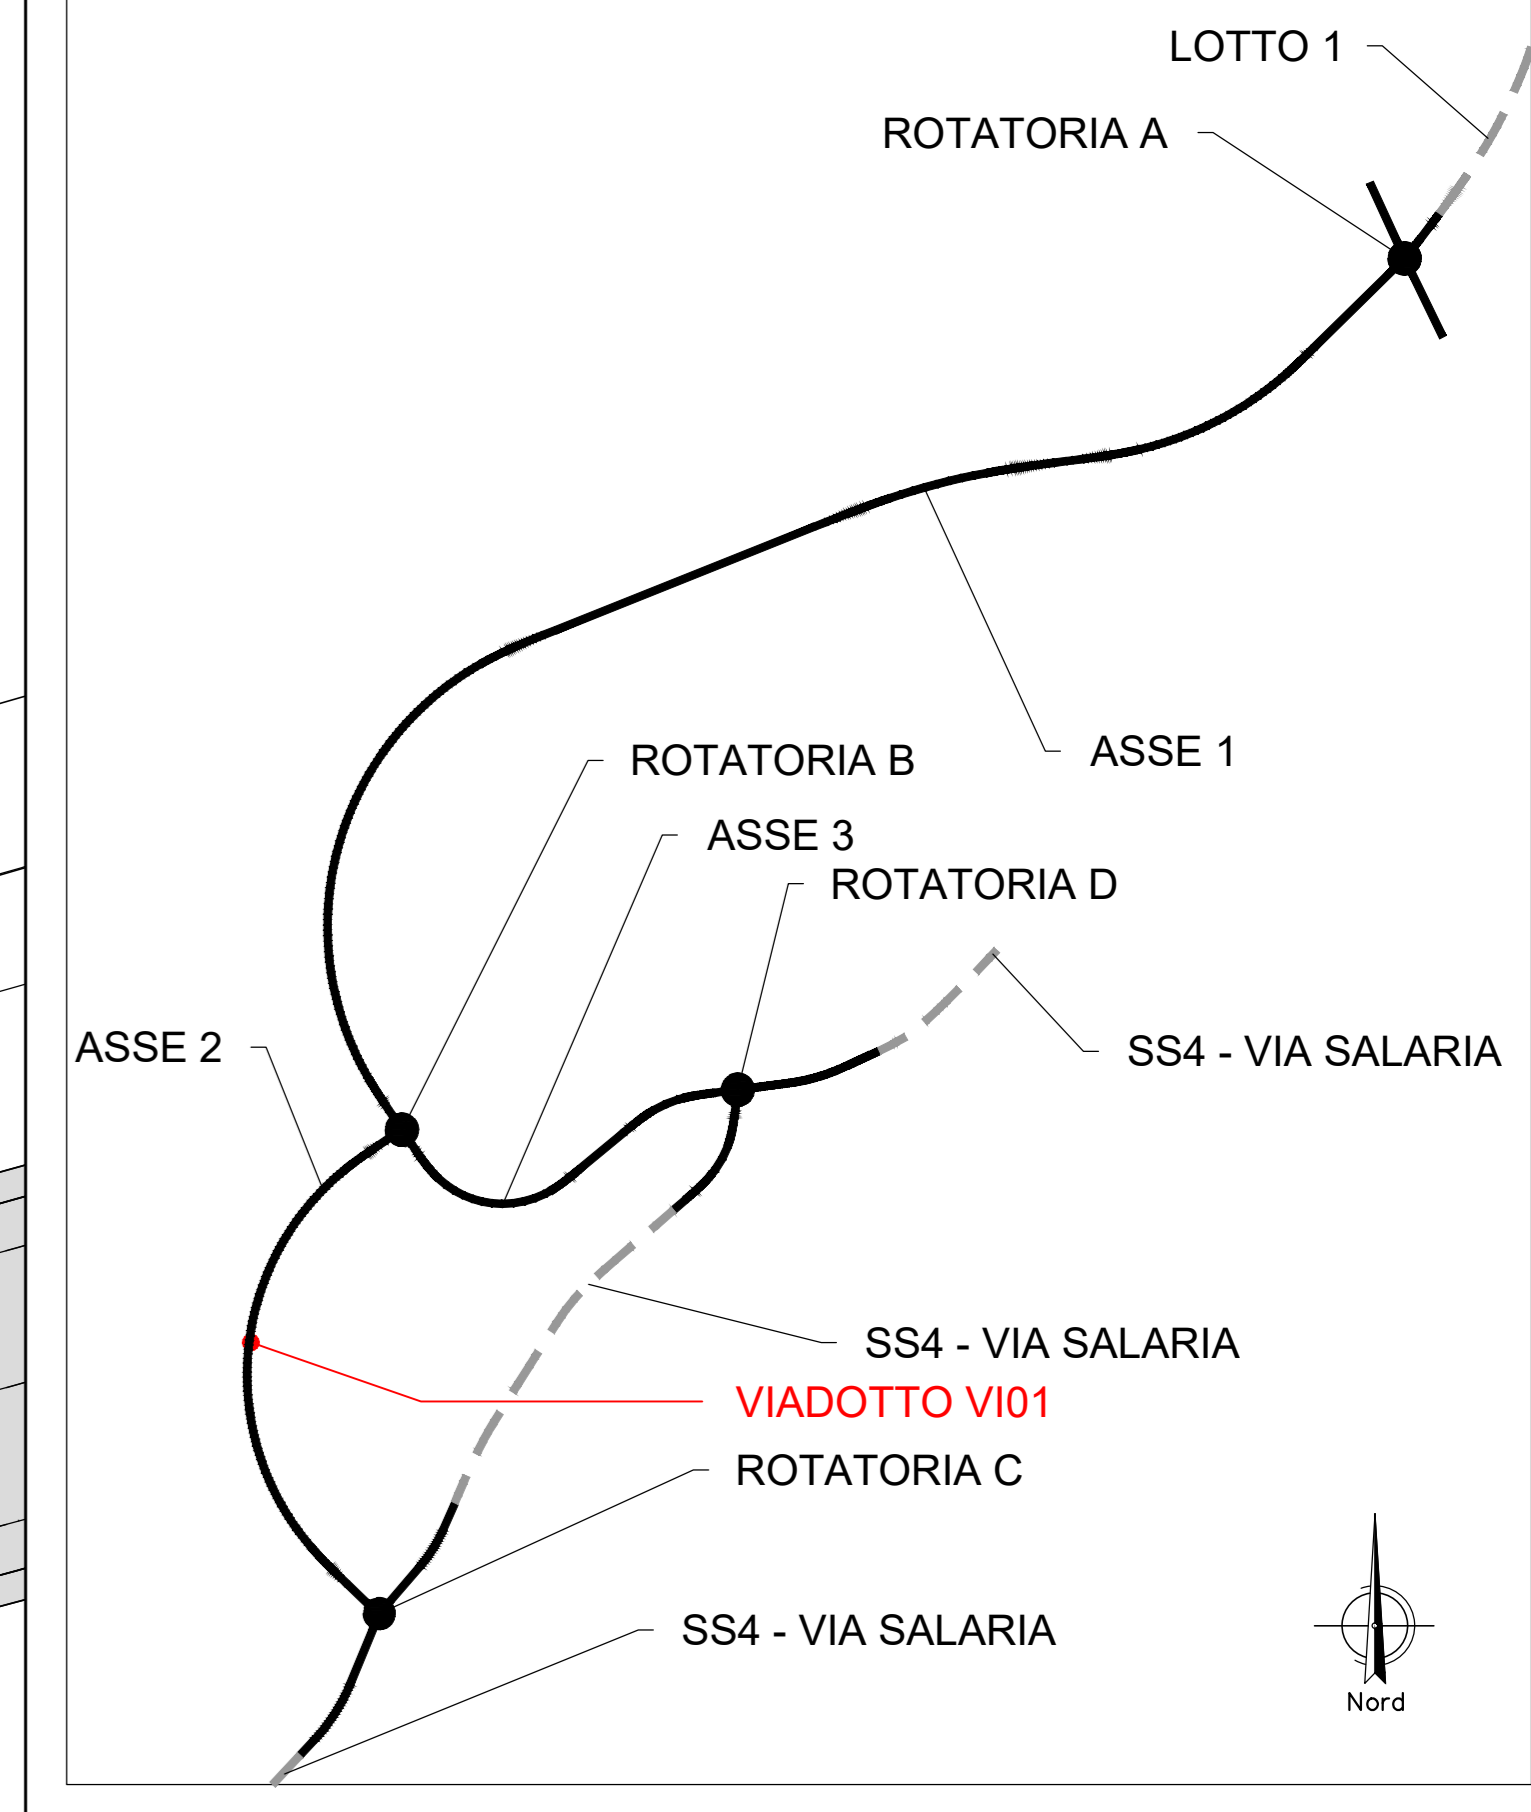 LOTTO 1
ROTATORIA A
ASSE 1
ROTATORIA B
ASSE 3
ROTATORIA D
ASSE 2
SS4 - VIA SALARIA
SS4 - VIA SALARIA
VIADOTTO VI01
ROTATORIA C
SS4 - VIA SALARIA
Nord